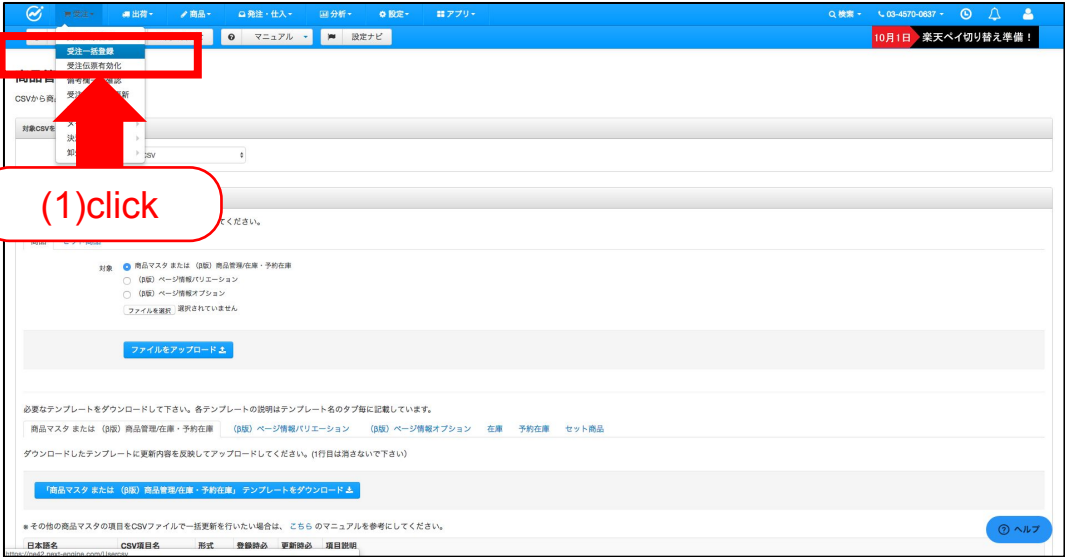 受注 出荷 商品 発注・仕入 分析 設定 アプリ 検索 03-4570-0637
マニュアル 設定ナビ 10月1日 楽天ペイ切り替え準備！
受注一括登録
受注伝票有効化
CSVから商
受注 更新
対象CSVを
CSV
(1)click
てください。
対象
商品マスタ または （β版）商品管理/在庫・予約在庫
（β版）ページ情報バリエーション
（β版）ページ情報オプション
ファイルを選択 選択されていません
ファイルをアップロード
必要なテンプレートをダウンロードして下さい。各テンプレートの説明はテンプレート名のタブ毎に記載しています。
商品マスタ または （β版）商品管理/在庫・予約在庫 （β版）ページ情報バリエーション （β版）ページ情報オプション 在庫 予約在庫 セット商品
ダウンロードしたテンプレートに更新内容を反映してアップロードしてください。(1行目は消さないで下さい)
「商品マスタ または （β版）商品管理/在庫・予約在庫」 テンプレートをダウンロード
※ その他の商品マスタの項目をCSVファイルで一括更新を行いたい場合は、 こちら のマニュアルを参考にしてください。
ヘルプ
日本語名 CSV項目名 形式 登録時必 更新時必 項目説明
https://ne42.next-engine.com/Usercsv